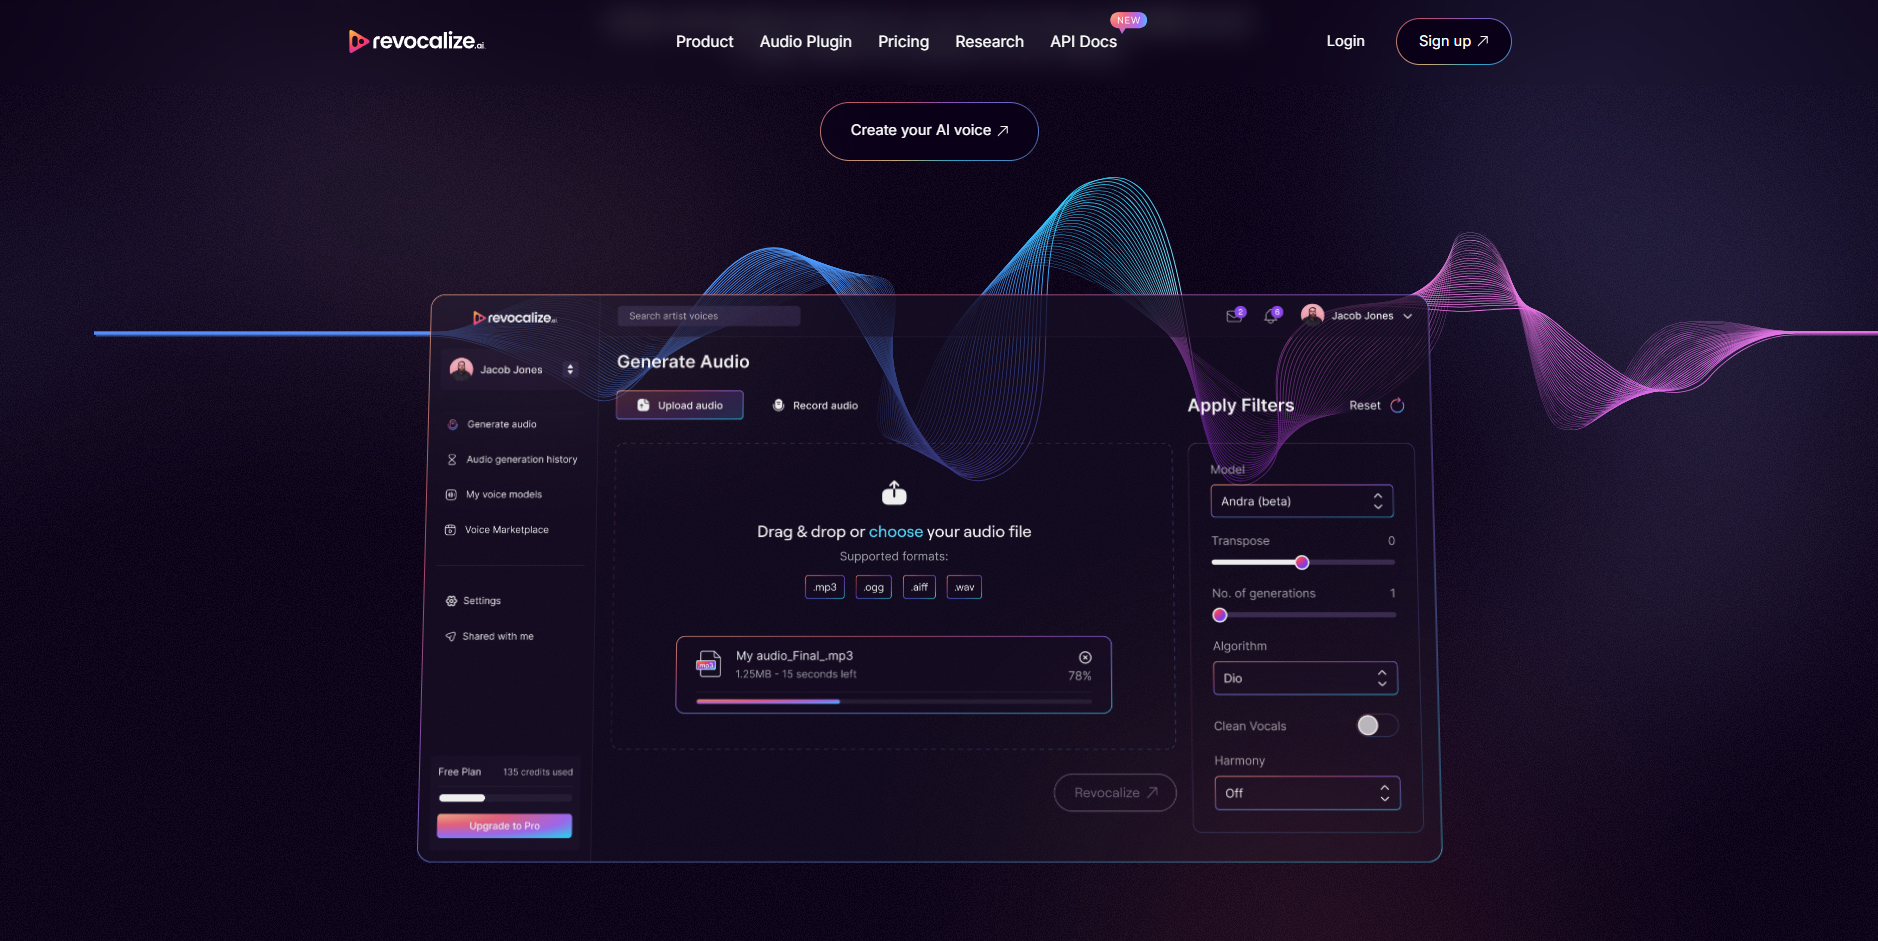 revocalize.ai
Product
Audio Plugin
Pricing
Research
API Docs
NEW
Login
Sign up
Create your AI voice
revocalize.ai
Search artist voices
2
6
Jacob Jones
Jacob Jones
Generate audio
Audio generation history
My voice models
Voice Marketplace
Settings
Shared with me
Free Plan
135 credits used
Upgrade to Pro
Generate Audio
Upload audio
Record audio
Drag & drop or choose your audio file
Supported formats:
.mp3
.ogg
.aiff
.wav
.mp3
My audio_Final_.mp3
1.25MB - 15 seconds left
78%
Revocalize
Apply Filters
Reset
Model
Andra (beta)
Transpose
0
No. of generations
1
Algorithm
Dio
Clean Vocals
Harmony
Off